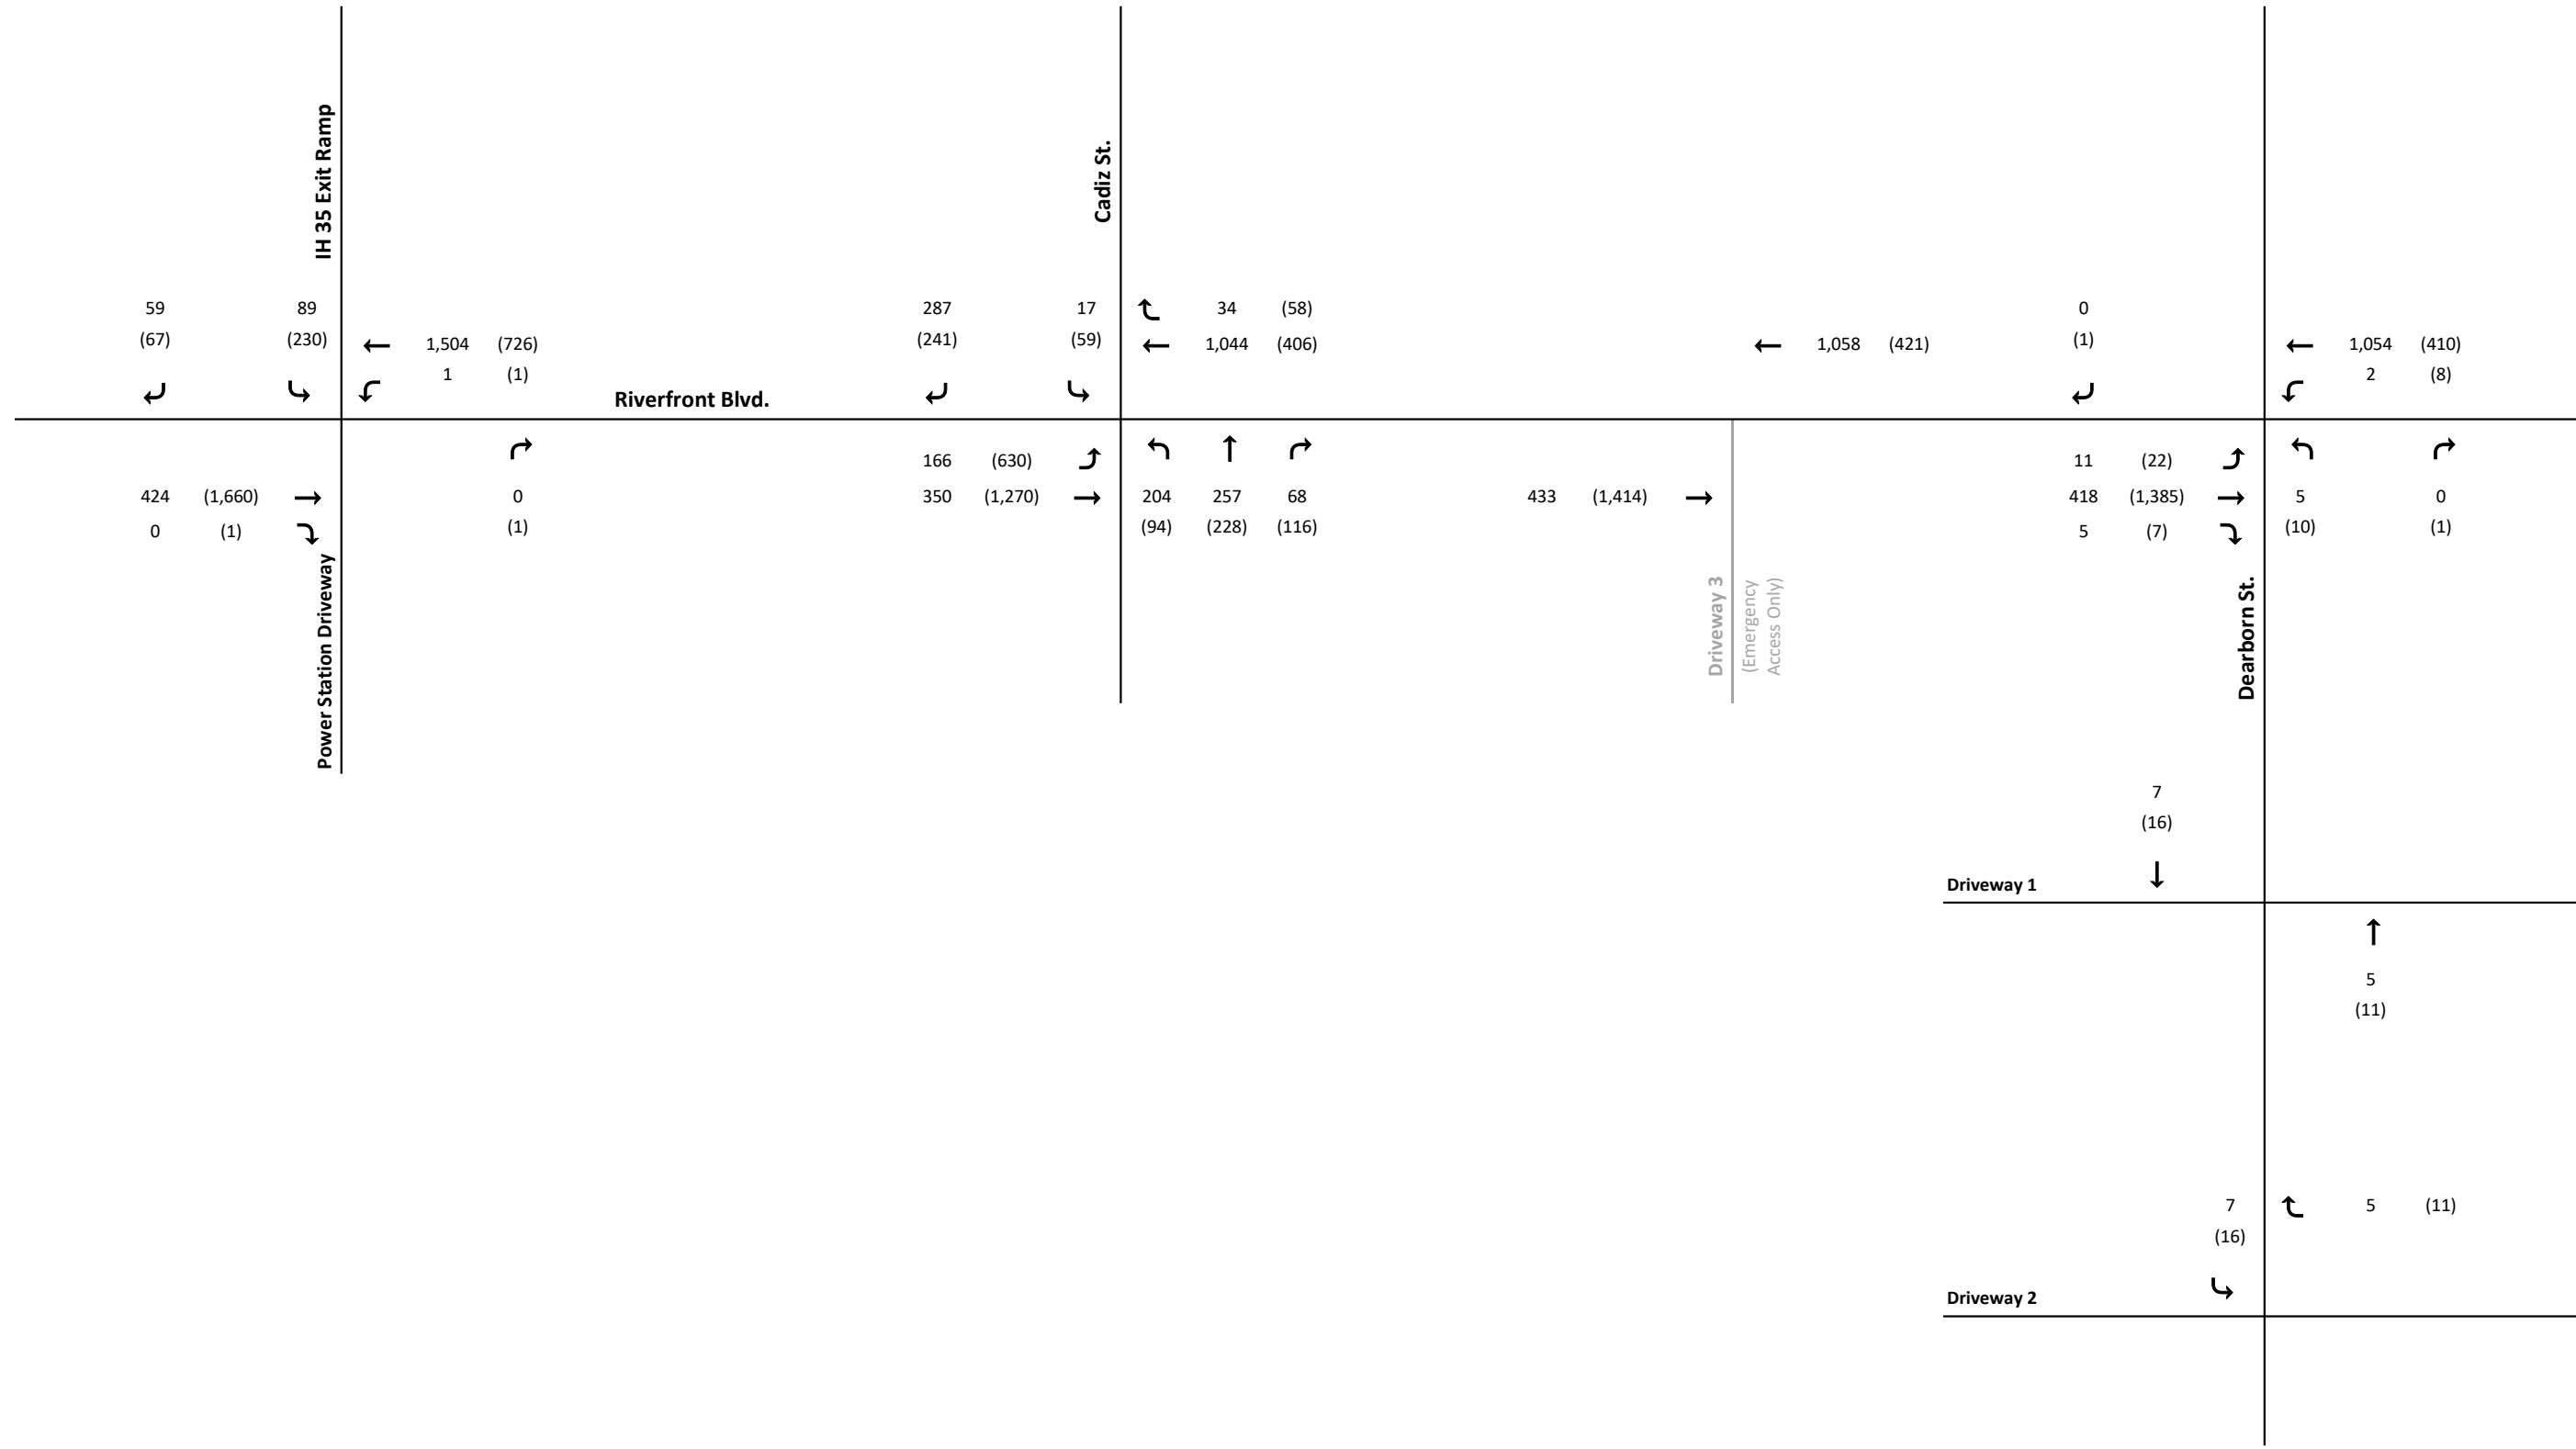 IH 35 Exit Ramp
Cadiz St.
59 89 287 17 34 (58) 0
(67) (230) 1,504 (726) (241) (59) 1,044 (406) 1,058 (421) (1) 1,054 (410)
1 (1) 2 (8)
Riverfront Blvd.
166 (630) 11 (22)
424 (1,660) 0 350 (1,270) 204 257 68 433 (1,414) 418 (1,385) 5 0
0 (1) (1) (94) (228) (116) 5 (7) (10) (1)
Power Station Driveway
Driveway 3
(Emergency
Access Only)
Dearborn St.
7
(16)
Driveway 1
5
(11)
7 5 (11)
(16)
Driveway 2